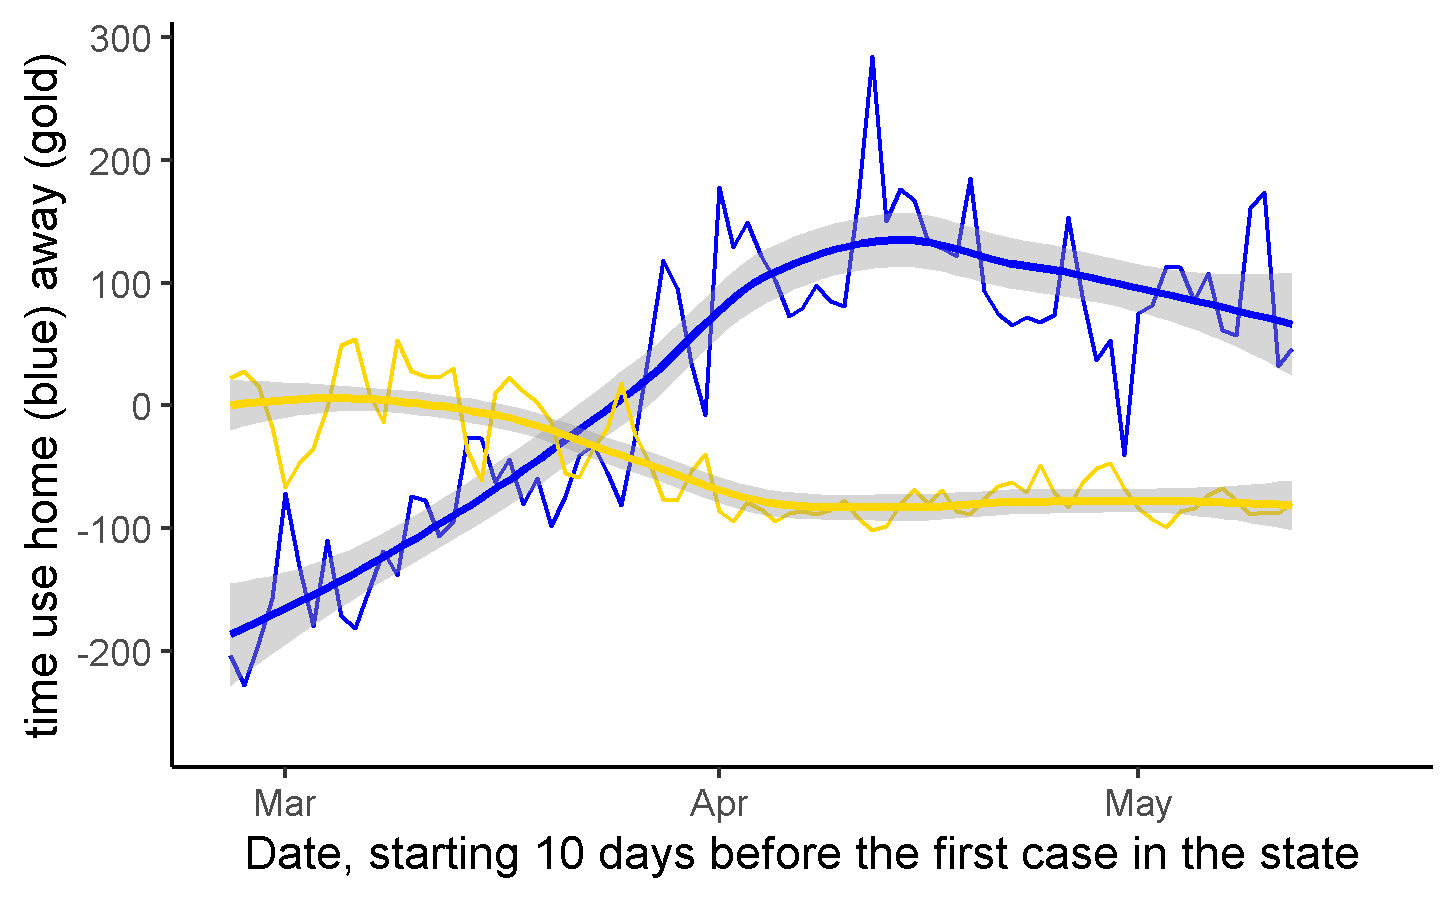 time use home (blue) away (gold)
300
200
100
0
-100
-200
Mar
Apr
May
Date, starting 10 days before the first case in the state